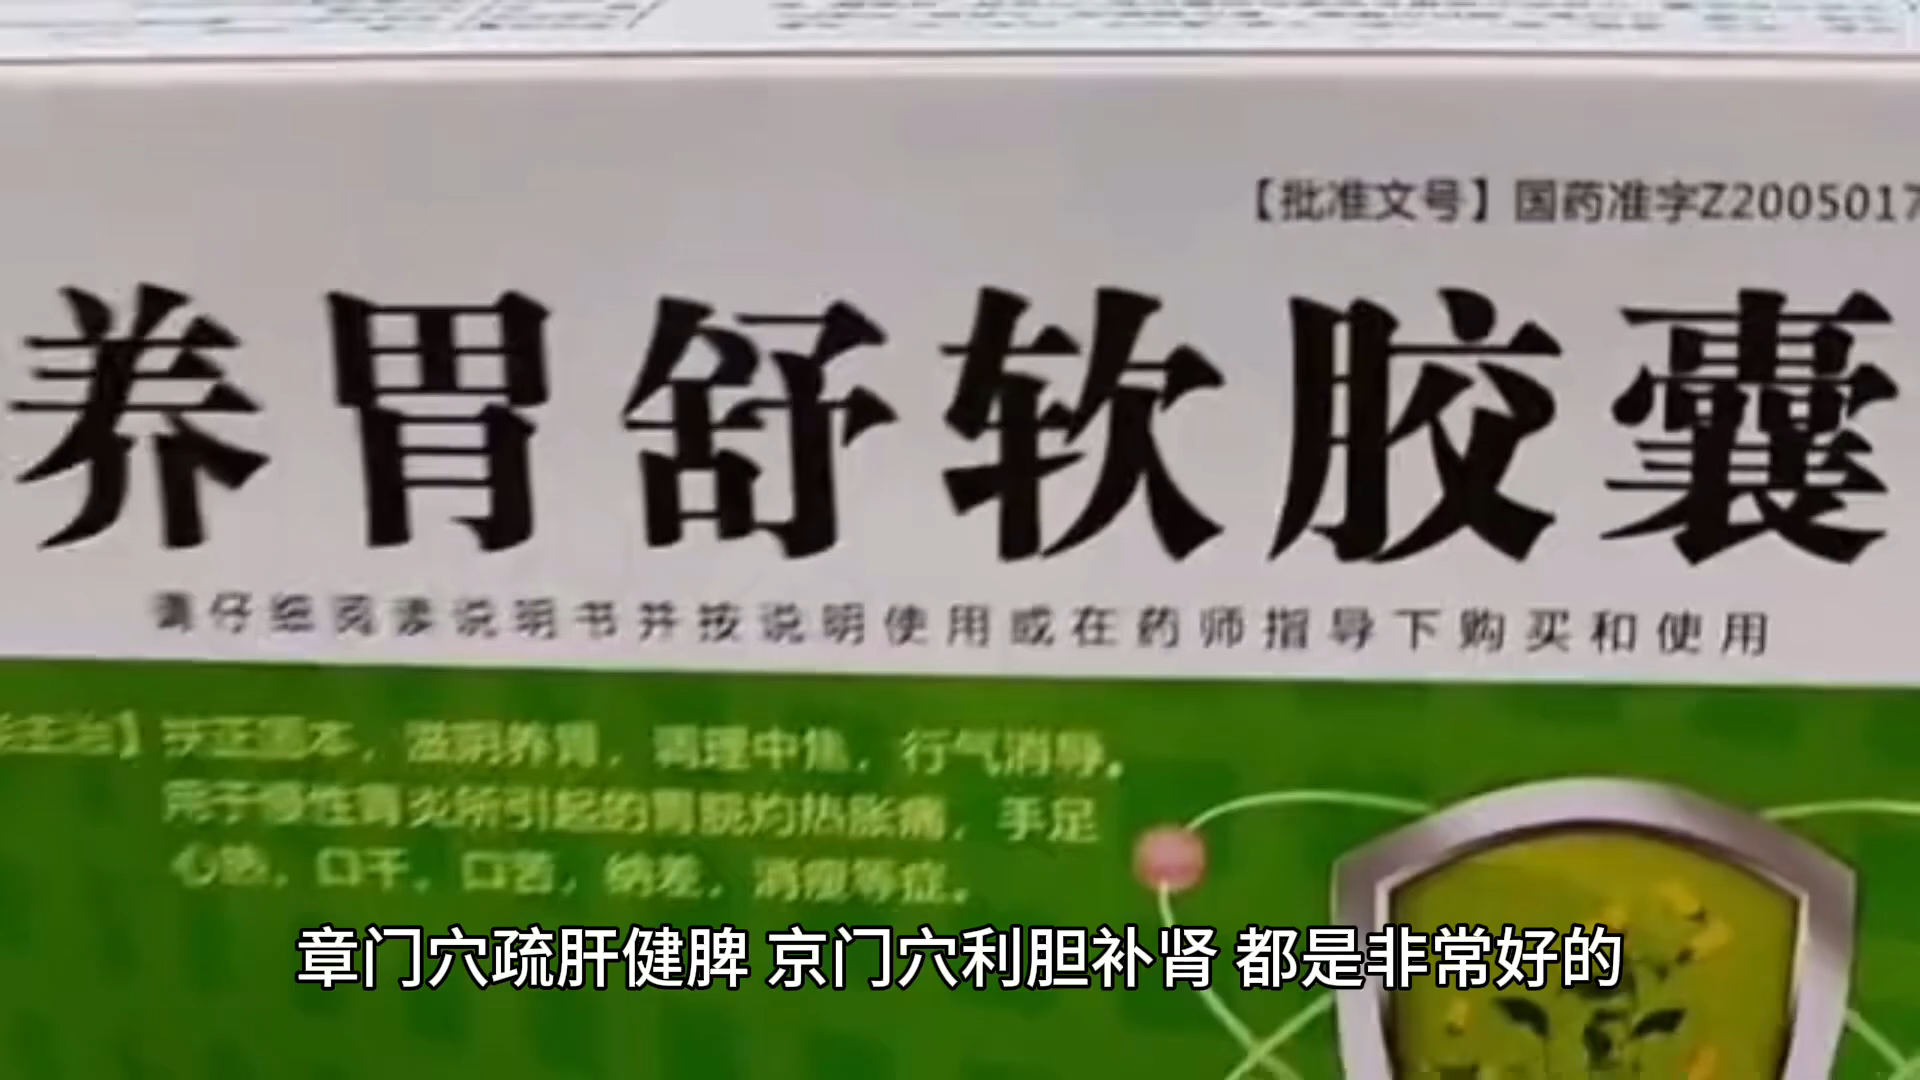 【批准文号】国药准字Z2005017
养胃舒软胶囊
请仔细阅读说明书并按说明使用或在药师指导下购买和使用
主治】扶正固本，滋阴养胃，调理中焦，行气消导。
用于慢性胃炎所引起的胃脘灼热胀痛，手足
心热，口干，口苦，纳差，消瘦等症。
章门穴疏肝健脾 京门穴利胆补肾 都是非常好的